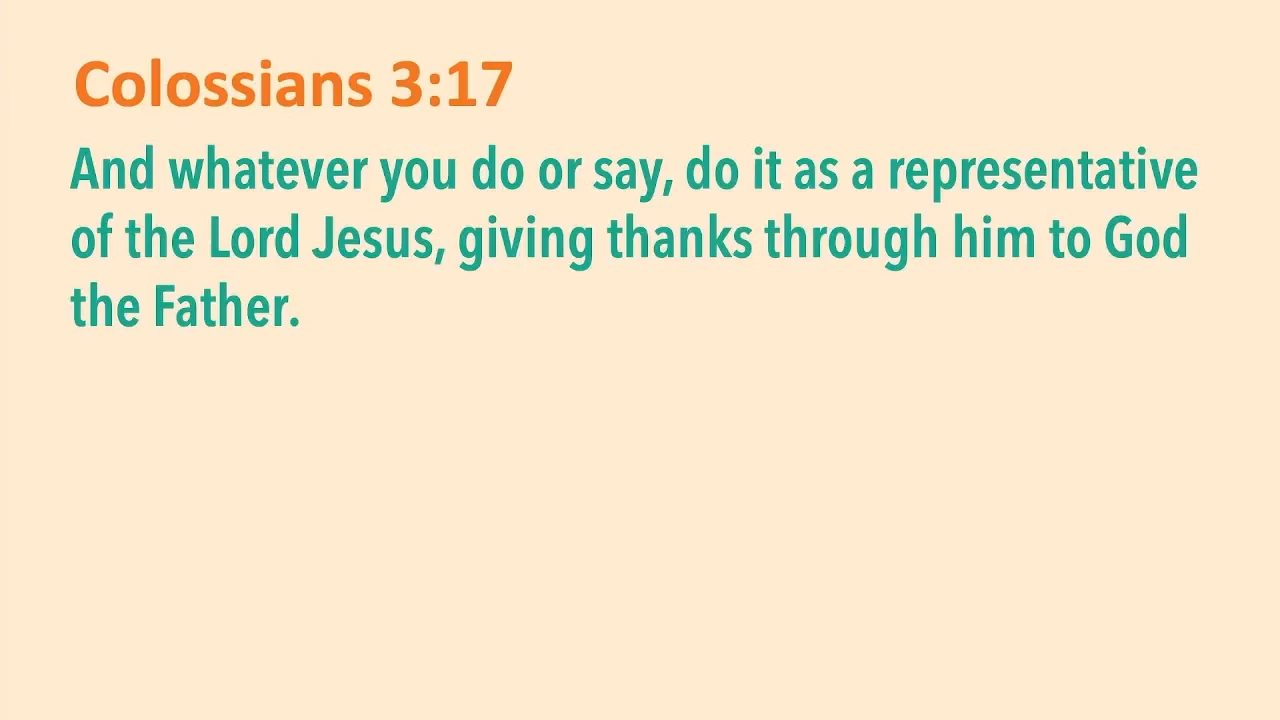 Colossians 3:17
And whatever you do or say, do it as a representative
of the Lord Jesus, giving thanks through him to God
the Father.